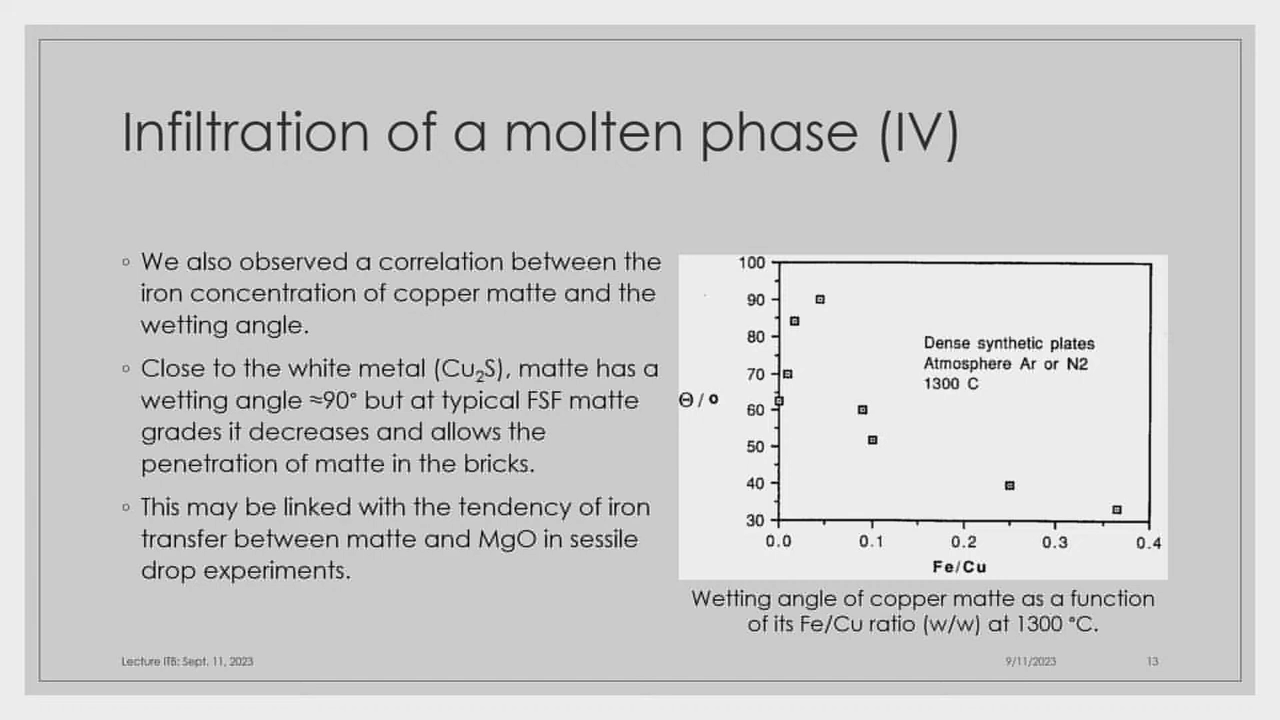 Infiltration of a molten phase (IV)
◦ We also observed a correlation between the
iron concentration of copper matte and the
wetting angle.
◦ Close to the white metal (Cu₂S), matte has a
wetting angle ≈90° but at typical FSF matte
grades it decreases and allows the
penetration of matte in the bricks.
◦ This may be linked with the tendency of iron
transfer between matte and MgO in sessile
drop experiments.
100
90
80
70
60
50
40
30
Θ / o
Dense synthetic plates
Atmosphere Ar or N2
1300 C
0.0 0.1 0.2 0.3 0.4
Fe/Cu
Wetting angle of copper matte as a function
of its Fe/Cu ratio (w/w) at 1300 °C.
Lecture ITB: Sept. 11, 2023 9/11/2023 13